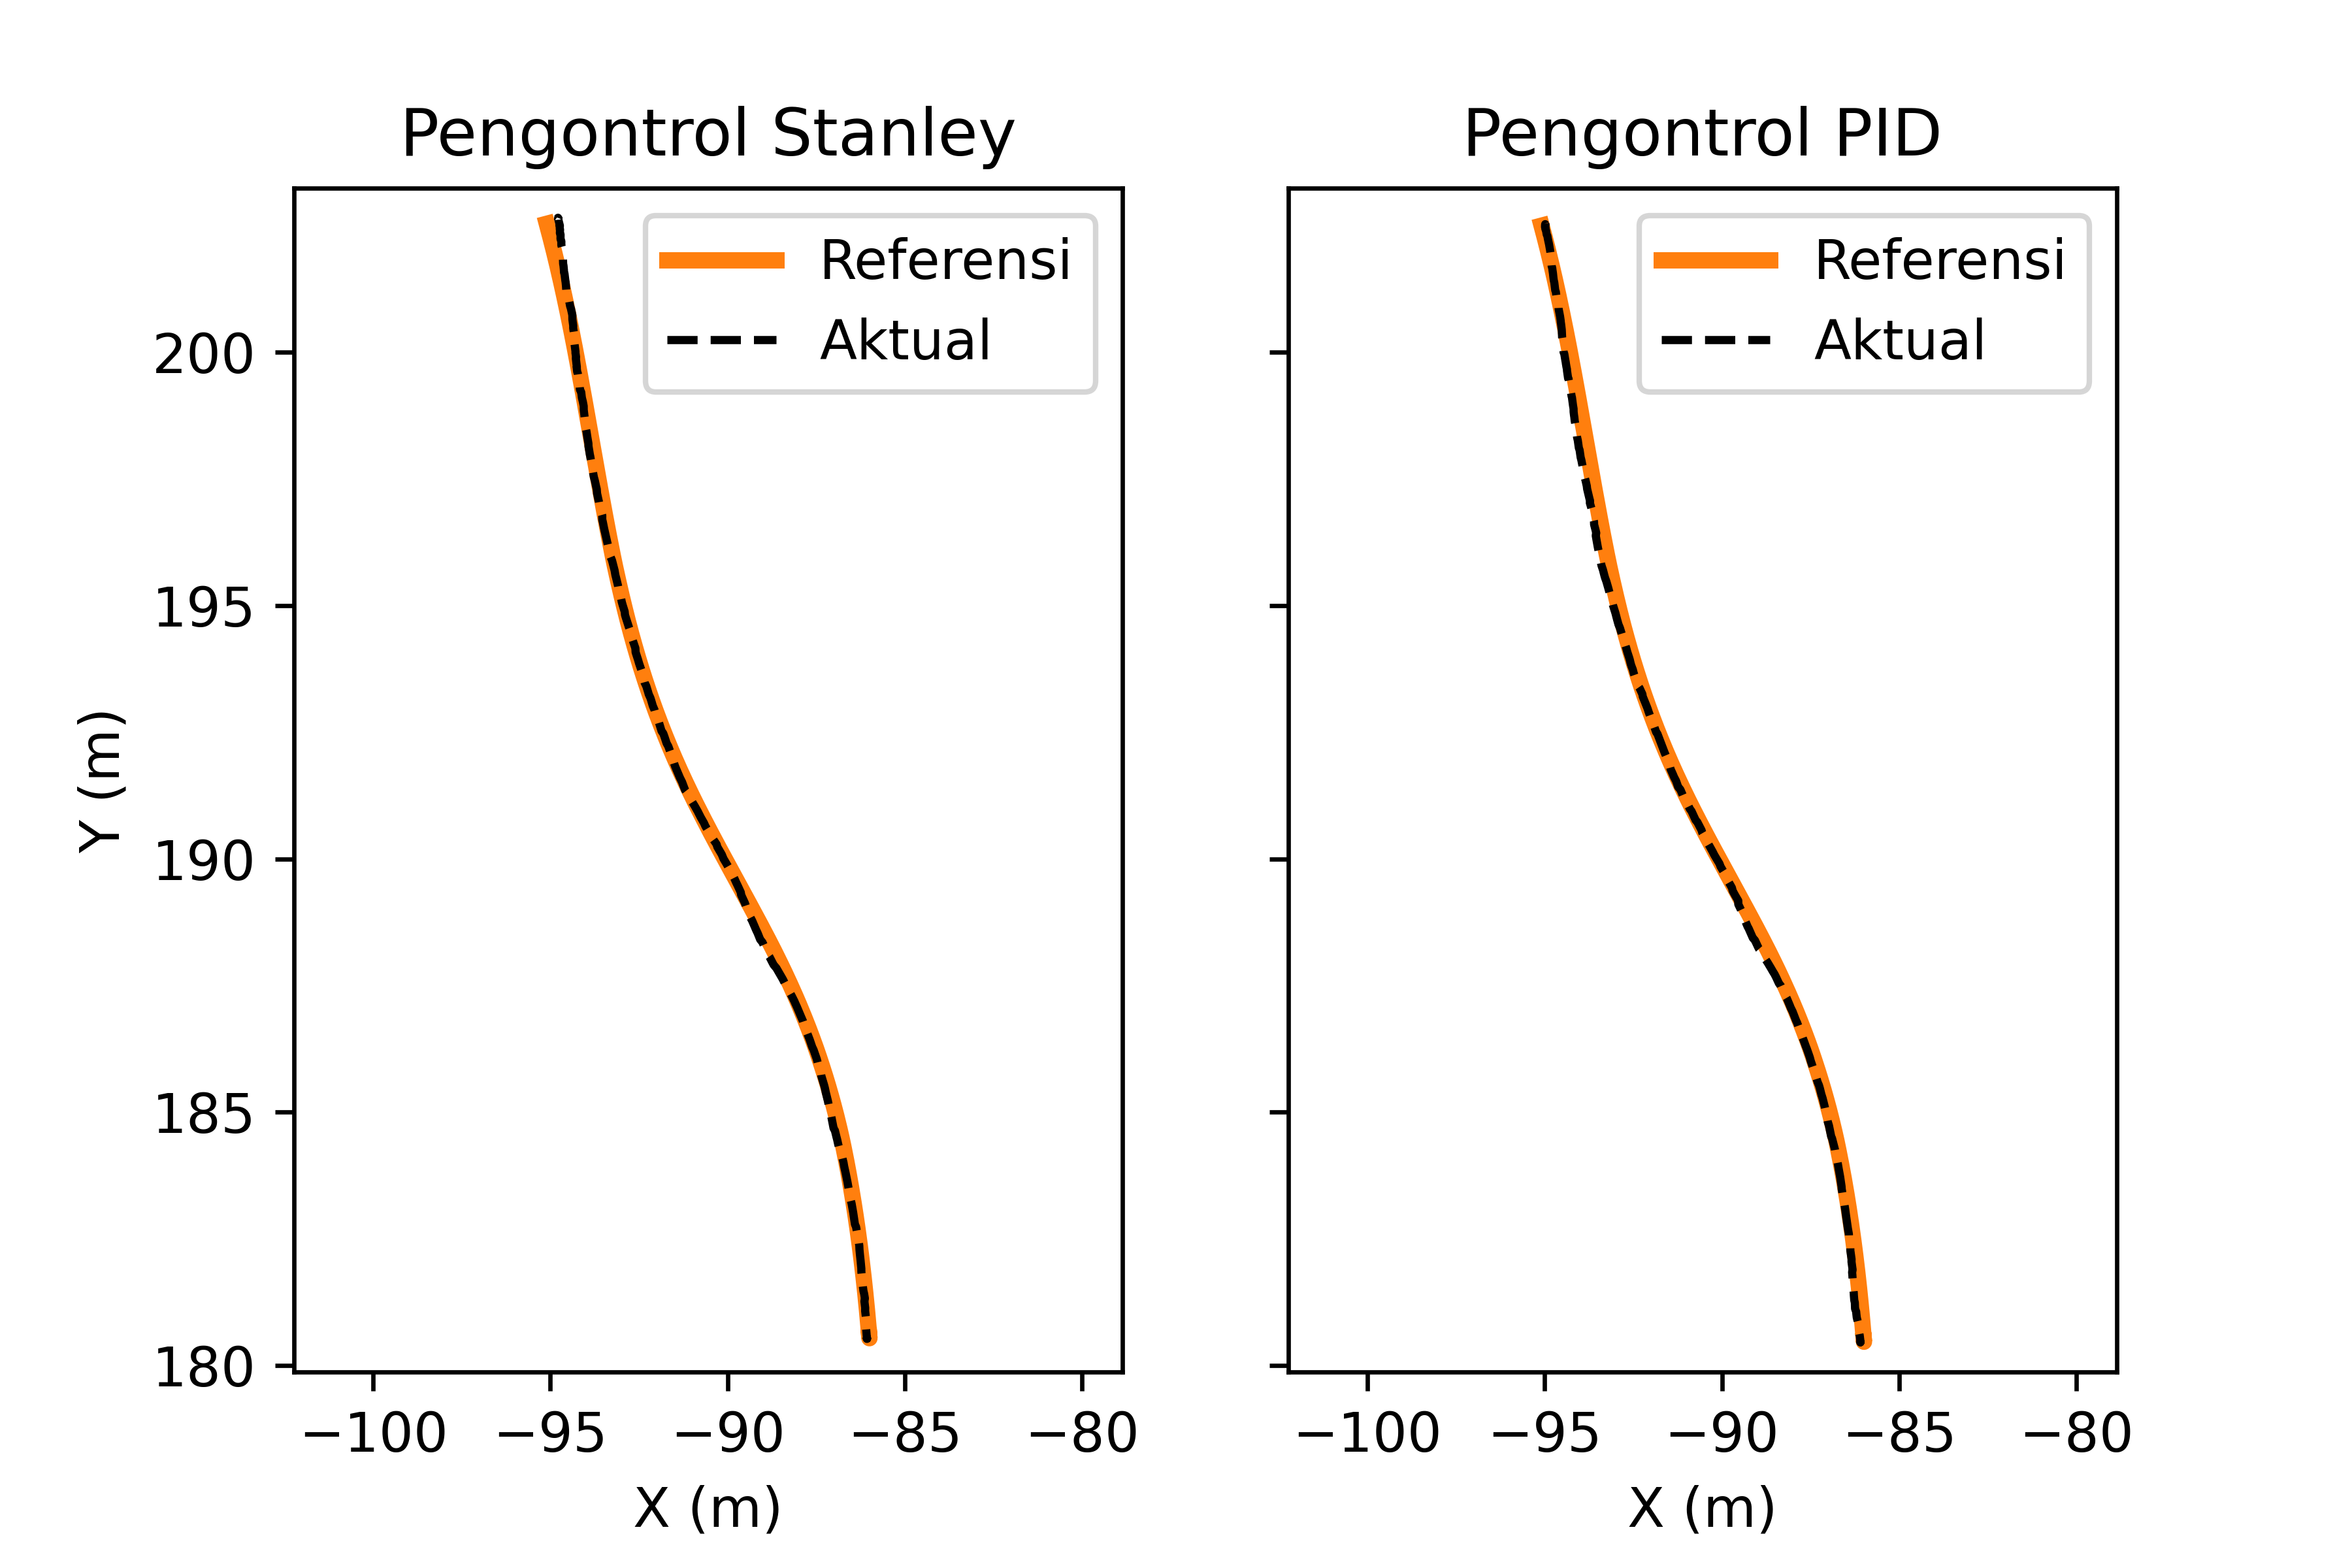 Pengontrol Stanley
Referensi
Aktual
Y (m)
200
195
190
185
180
−100 −95 −90 −85 −80
X (m)
Pengontrol PID
Referensi
Aktual
−100 −95 −90 −85 −80
X (m)